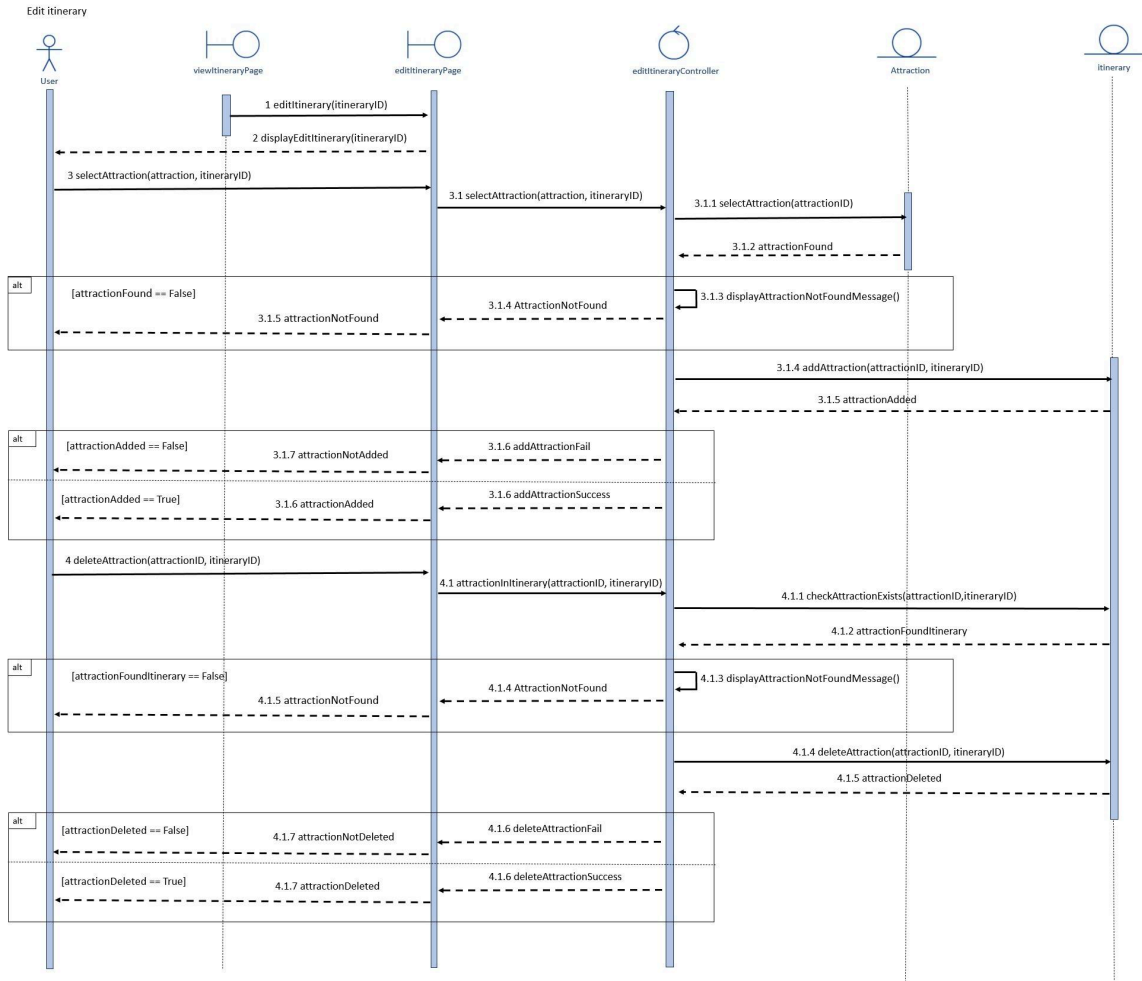 Edit itinerary
User
viewItineraryPage
editItineraryPage
editItineraryController
Attraction
itinerary
1 editItinerary(itineraryID)
2 displayEditItinerary(itineraryID)
3 selectAttraction(attraction, itineraryID)
3.1 selectAttraction(attraction, itineraryID)
3.1.1 selectAttraction(attractionID)
3.1.2 attractionFound
alt
[attractionFound == False]
3.1.3 displayAttractionNotFoundMessage()
3.1.4 AttractionNotFound
3.1.5 attractionNotFound
3.1.4 addAttraction(attractionID, itineraryID)
3.1.5 attractionAdded
alt
[attractionAdded == False]
3.1.6 addAttractionFail
3.1.7 attractionNotAdded
[attractionAdded == True]
3.1.6 addAttractionSuccess
3.1.6 attractionAdded
4 deleteAttraction(attractionID, itineraryID)
4.1 attractionInItinerary(attractionID, itineraryID)
4.1.1 checkAttractionExists(attractionID,itineraryID)
4.1.2 attractionFoundItinerary
alt
[attractionFoundItinerary == False]
4.1.3 displayAttractionNotFoundMessage()
4.1.4 AttractionNotFound
4.1.5 attractionNotFound
4.1.4 deleteAttraction(attractionID, itineraryID)
4.1.5 attractionDeleted
alt
[attractionDeleted == False]
4.1.6 deleteAttractionFail
4.1.7 attractionNotDeleted
[attractionDeleted == True]
4.1.6 deleteAttractionSuccess
4.1.7 attractionDeleted